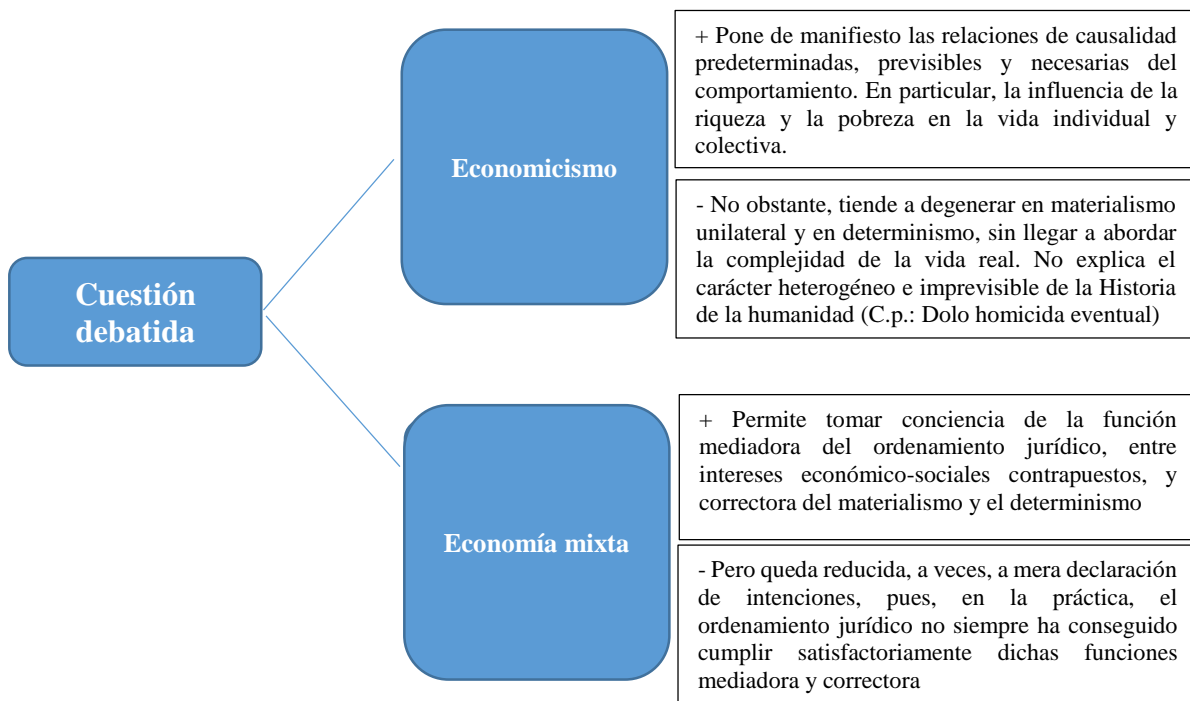 Cuestión
debatida
Economicismo
+ Pone de manifiesto las relaciones de causalidad
predeterminadas, previsibles y necesarias del
comportamiento. En particular, la influencia de la
riqueza y la pobreza en la vida individual y
colectiva.
- No obstante, tiende a degenerar en materialismo
unilateral y en determinismo, sin llegar a abordar
la complejidad de la vida real. No explica el
carácter heterogéneo e imprevisible de la Historia
de la humanidad (C.p.: Dolo homicida eventual)
Economía mixta
+ Permite tomar conciencia de la función
mediadora del ordenamiento jurídico, entre
intereses económico-sociales contrapuestos, y
correctora del materialismo y el determinismo
- Pero queda reducida, a veces, a mera declaración
de intenciones, pues, en la práctica, el
ordenamiento jurídico no siempre ha conseguido
cumplir satisfactoriamente dichas funciones
mediadora y correctora